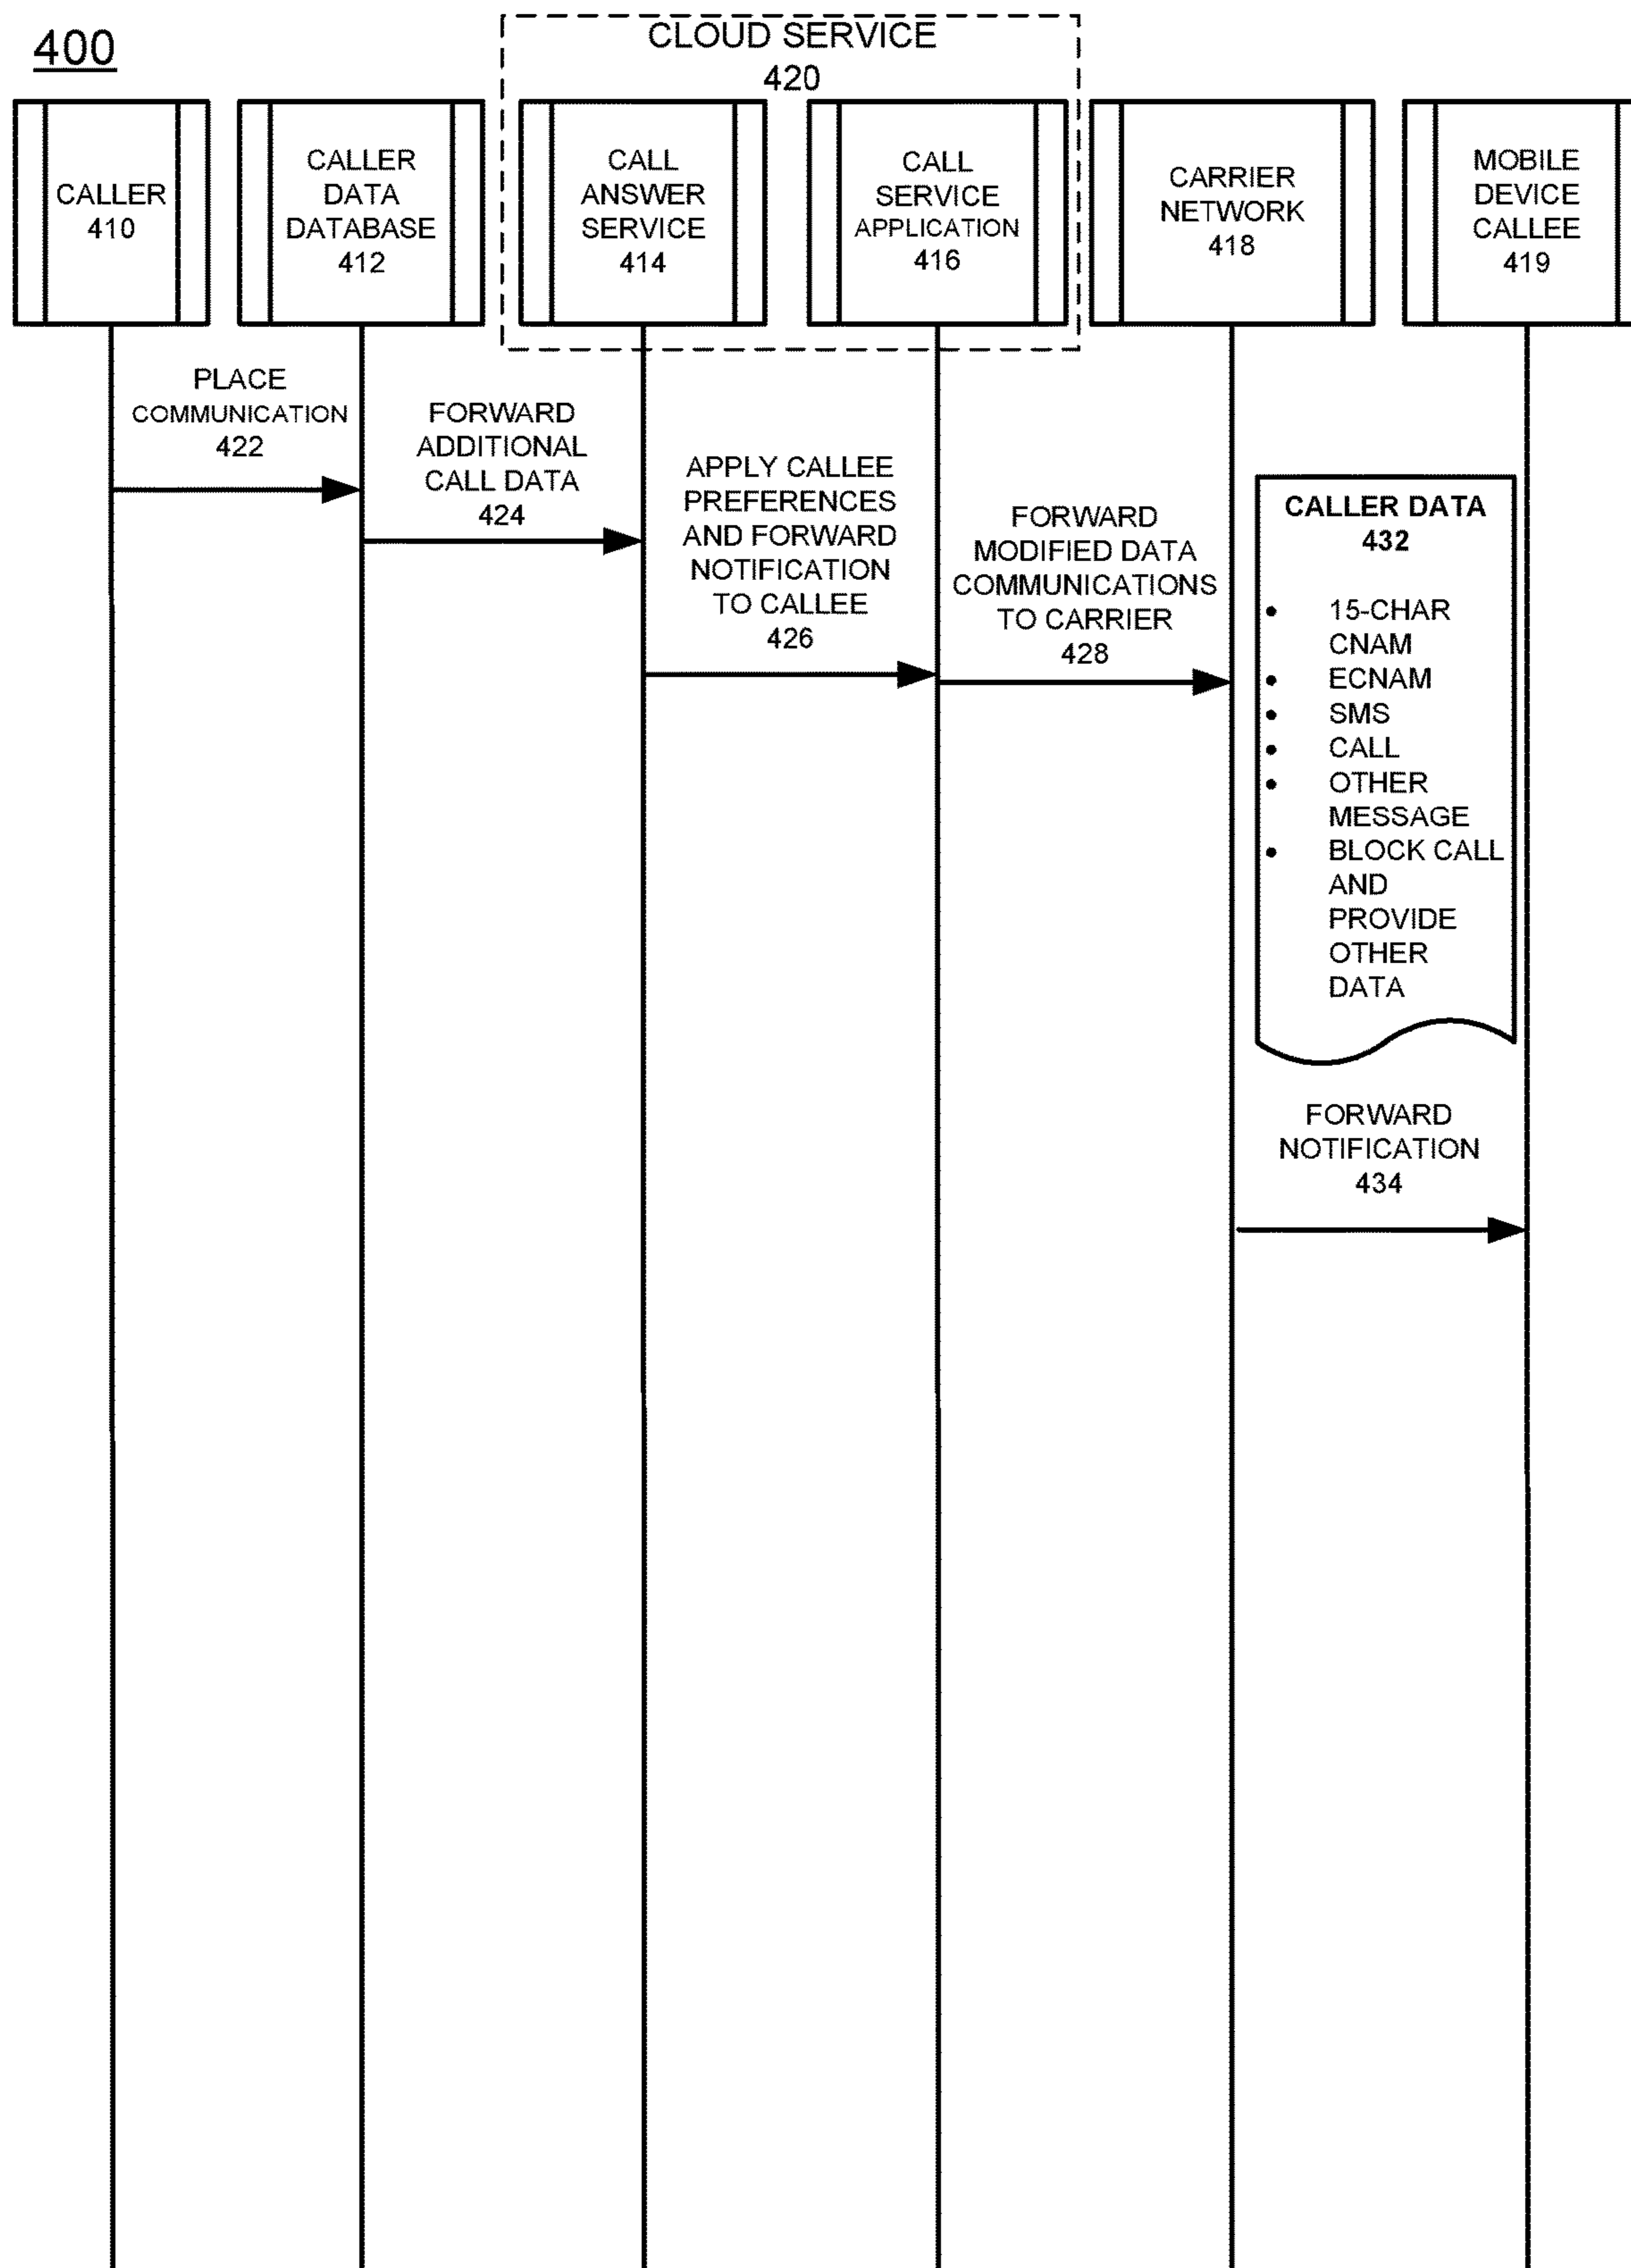 400
CLOUD SERVICE
420
CALLER
410
CALLER
DATA
DATABASE
412
CALL
ANSWER
SERVICE
414
CALL
SERVICE
APPLICATION
416
CARRIER
NETWORK
418
MOBILE
DEVICE
CALLEE
419
PLACE
COMMUNICATION
422
FORWARD
ADDITIONAL
CALL DATA
424
APPLY CALLEE
PREFERENCES
AND FORWARD
NOTIFICATION
TO CALLEE
426
FORWARD
MODIFIED DATA
COMMUNICATIONS
TO CARRIER
428
CALLER DATA
432
• 15-CHAR
CNAM
• ECNAM
• SMS
• CALL
• OTHER
MESSAGE
• BLOCK CALL
AND
PROVIDE
OTHER
DATA
FORWARD
NOTIFICATION
434